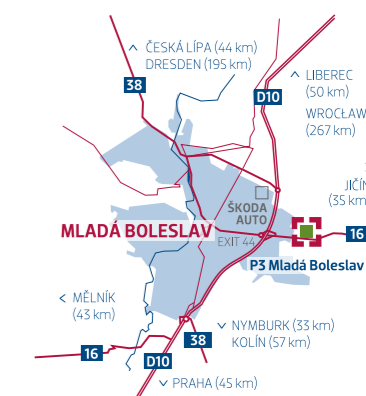 ČESKÁ LÍPA (44 km)
DRESDEN (195 km)
38
D10
LIBEREC
(50 km)
WROCŁAW
(267 km)
JIČÍN
(35 km
ŠKODA
AUTO
MLADÁ BOLESLAV
EXIT 44
16
P3 Mladá Boleslav
MĚLNÍK
(43 km)
NYMBURK (33 km)
KOLÍN (57 km)
38
16
D10
PRAHA (45 km)